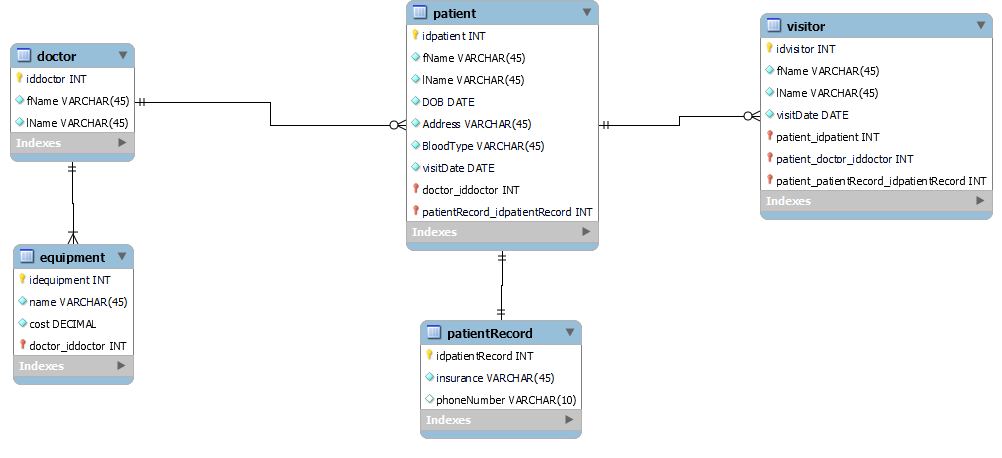 doctor
iddoctor INT
fName VARCHAR(45)
lName VARCHAR(45)
Indexes
equipment
idequipment INT
name VARCHAR(45)
cost DECIMAL
doctor_iddoctor INT
Indexes
patient
idpatient INT
fName VARCHAR(45)
lName VARCHAR(45)
DOB DATE
Address VARCHAR(45)
BloodType VARCHAR(45)
visitDate DATE
doctor_iddoctor INT
patientRecord_idpatientRecord INT
Indexes
patientRecord
idpatientRecord INT
insurance VARCHAR(45)
phoneNumber VARCHAR(10)
Indexes
visitor
idvisitor INT
fName VARCHAR(45)
lName VARCHAR(45)
visitDate DATE
patient_idpatient INT
patient_doctor_iddoctor INT
patient_patientRecord_idpatientRecord INT
Indexes